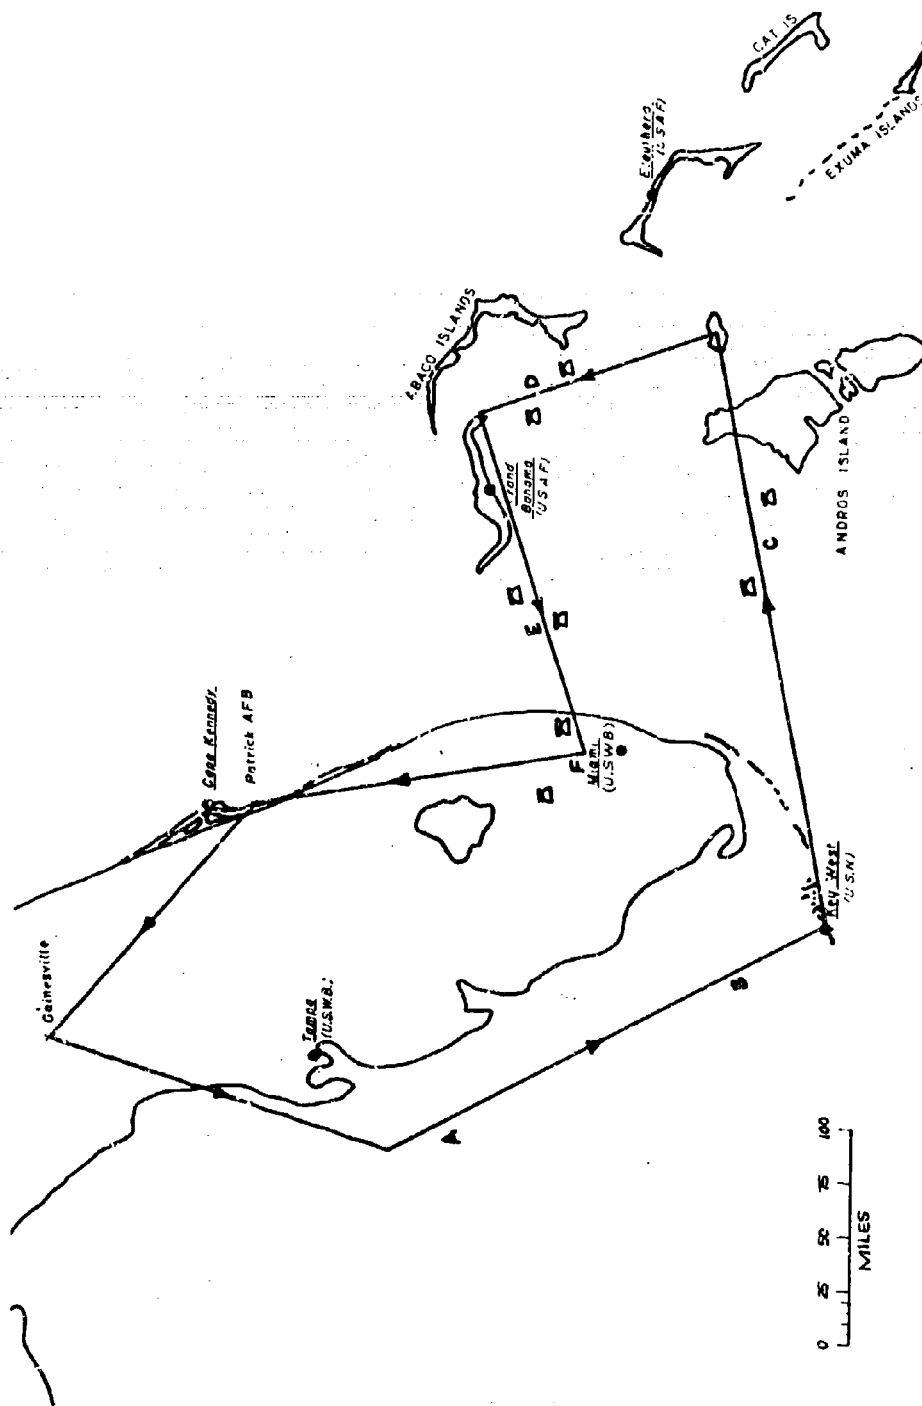 CAT IS
EXUMA ISLANDS
Eleuthera
(USAF)
ABACO ISLANDS
ANDROS ISLAND
D
C
Grand
Bahama
(USAF)
E
F
Miami
(U.S.W.B)
Cape Kennedy
Patrick AFB
Key West
(U.S.N)
B
Gainesville
Tampa
(U.S.W.B.)
A
0 25 50 75 100
MILES